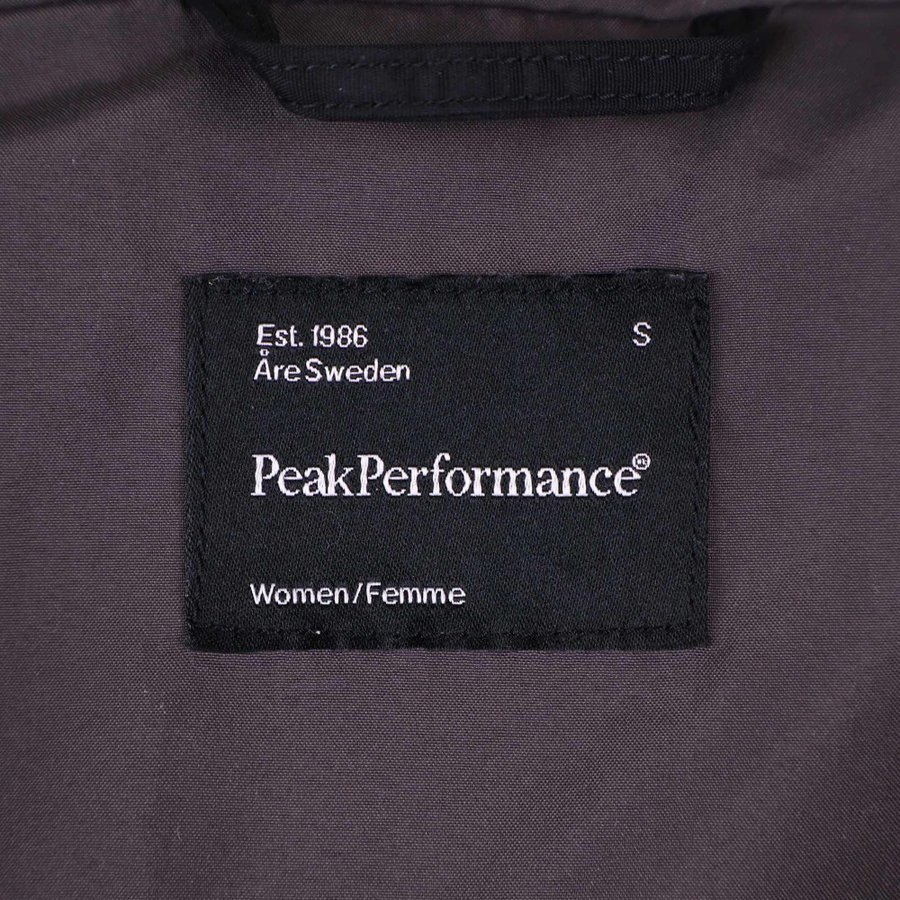 Est. 1986 S
Åre Sweden
PeakPerformance®
Women/Femme